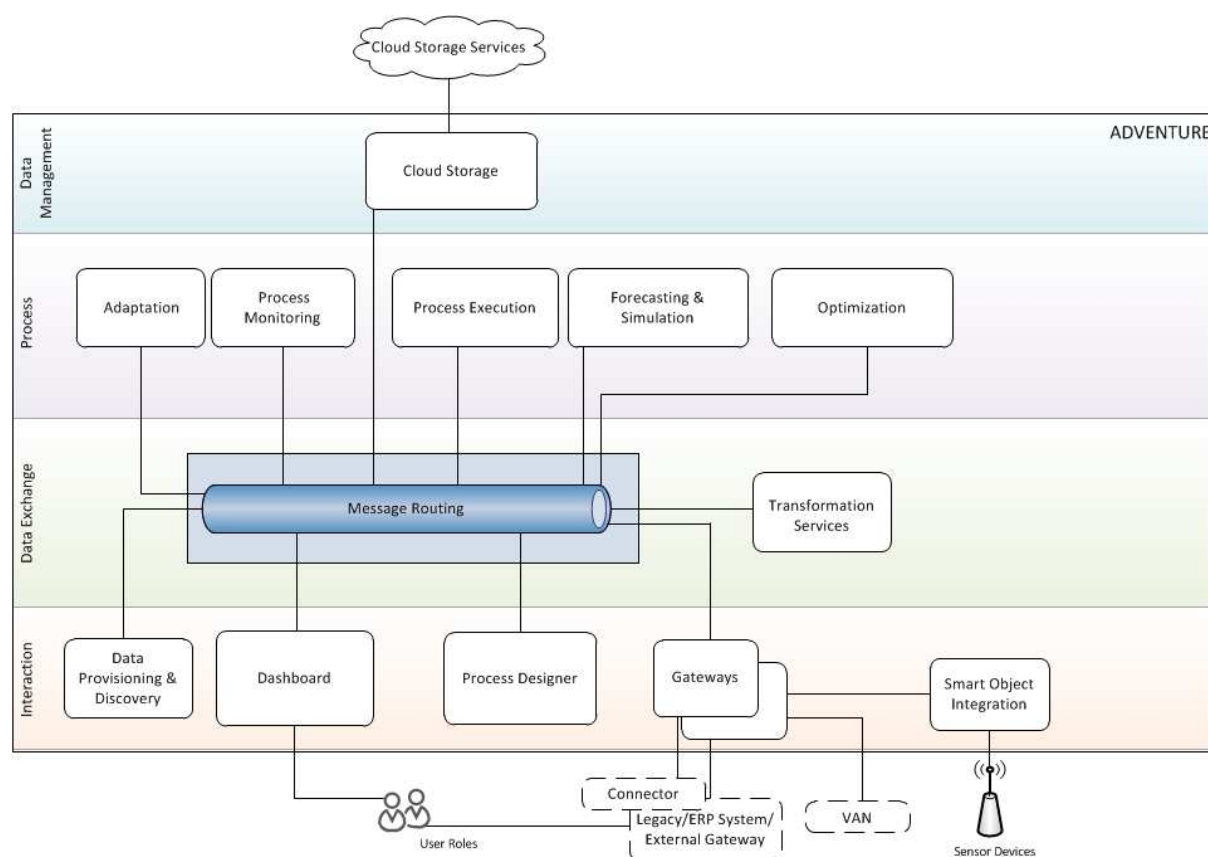 Cloud Storage Services
ADVENTURE
Data
Management
Cloud Storage
Process
Adaptation
Process
Monitoring
Process Execution
Forecasting &
Simulation
Optimization
Data Exchange
Message Routing
Transformation
Services
Interaction
Data
Provisioning &
Discovery
Dashboard
Process Designer
Gateways
Smart Object
Integration
Connector
Legacy/ERP System/
External Gateway
VAN
User Roles
Sensor Devices